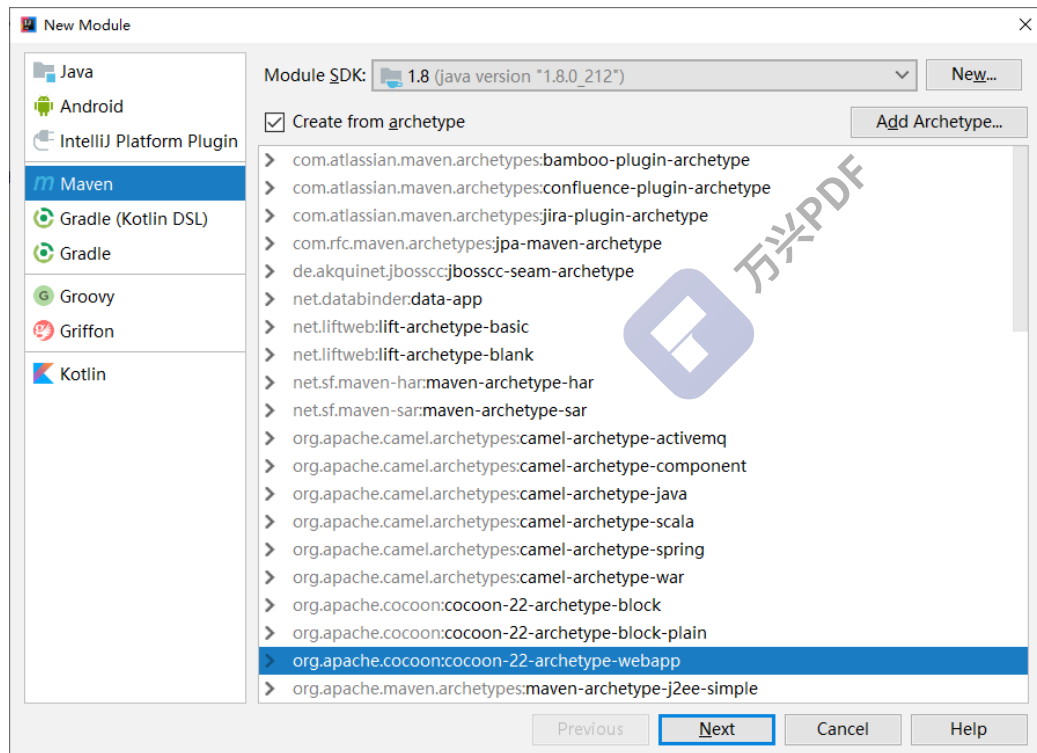 New Module
Java
Android
IntelliJ Platform Plugin
Maven
Gradle (Kotlin DSL)
Gradle
Groovy
Griffon
Kotlin
Module SDK: 1.8 (java version "1.8.0_212") New...
Create from archetype Add Archetype...
com.atlassian.maven.archetypes:bamboo-plugin-archetype
com.atlassian.maven.archetypes:confluence-plugin-archetype
com.atlassian.maven.archetypes:jira-plugin-archetype
com.rfc.maven.archetypes:jpa-maven-archetype
de.akquinet.jbosscc:jbosscc-seam-archetype
net.databinder:data-app
net.liftweb:lift-archetype-basic
net.liftweb:lift-archetype-blank
net.sf.maven-har:maven-archetype-har
net.sf.maven-sar:maven-archetype-sar
org.apache.camel.archetypes:camel-archetype-activemq
org.apache.camel.archetypes:camel-archetype-component
org.apache.camel.archetypes:camel-archetype-java
org.apache.camel.archetypes:camel-archetype-scala
org.apache.camel.archetypes:camel-archetype-spring
org.apache.camel.archetypes:camel-archetype-war
org.apache.cocoon:cocoon-22-archetype-block
org.apache.cocoon:cocoon-22-archetype-block-plain
org.apache.cocoon:cocoon-22-archetype-webapp
org.apache.maven.archetypes:maven-archetype-j2ee-simple
万兴PDF
Previous Next Cancel Help